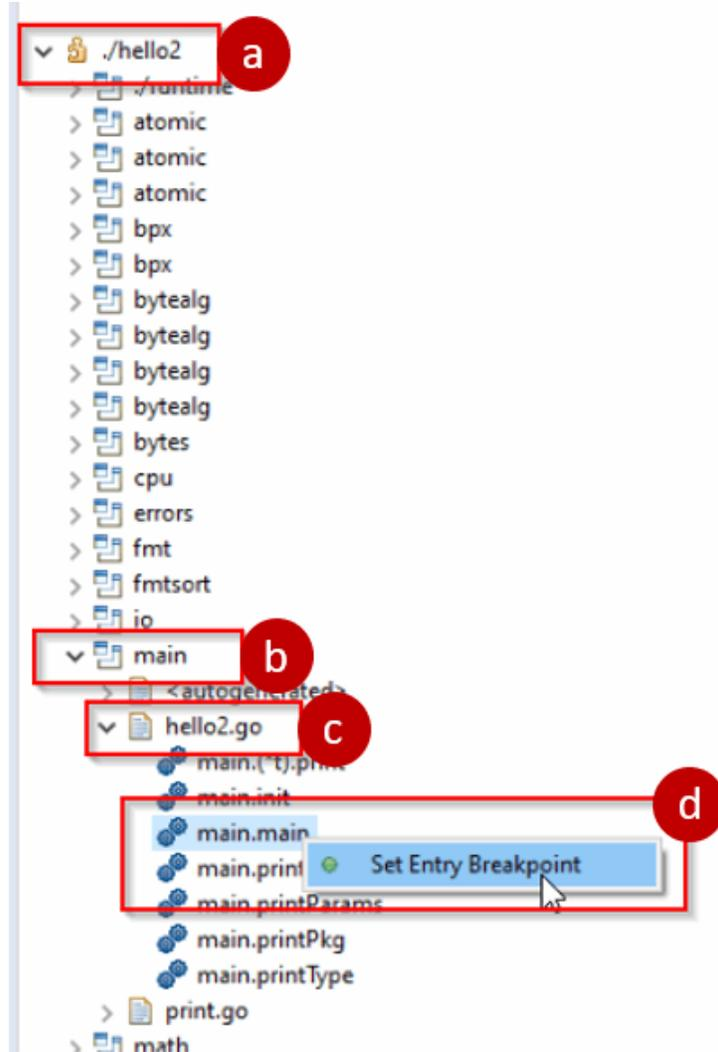 ./hello2
a
./runtime
atomic
atomic
atomic
bpx
bpx
bytealg
bytealg
bytealg
bytealg
bytes
cpu
errors
fmt
fmtsort
io
main
b
<autogenerated>
hello2.go
c
main.(*t).print
main.init
d
main.main
main.print
Set Entry Breakpoint
main.printParams
main.printPkg
main.printType
print.go
math